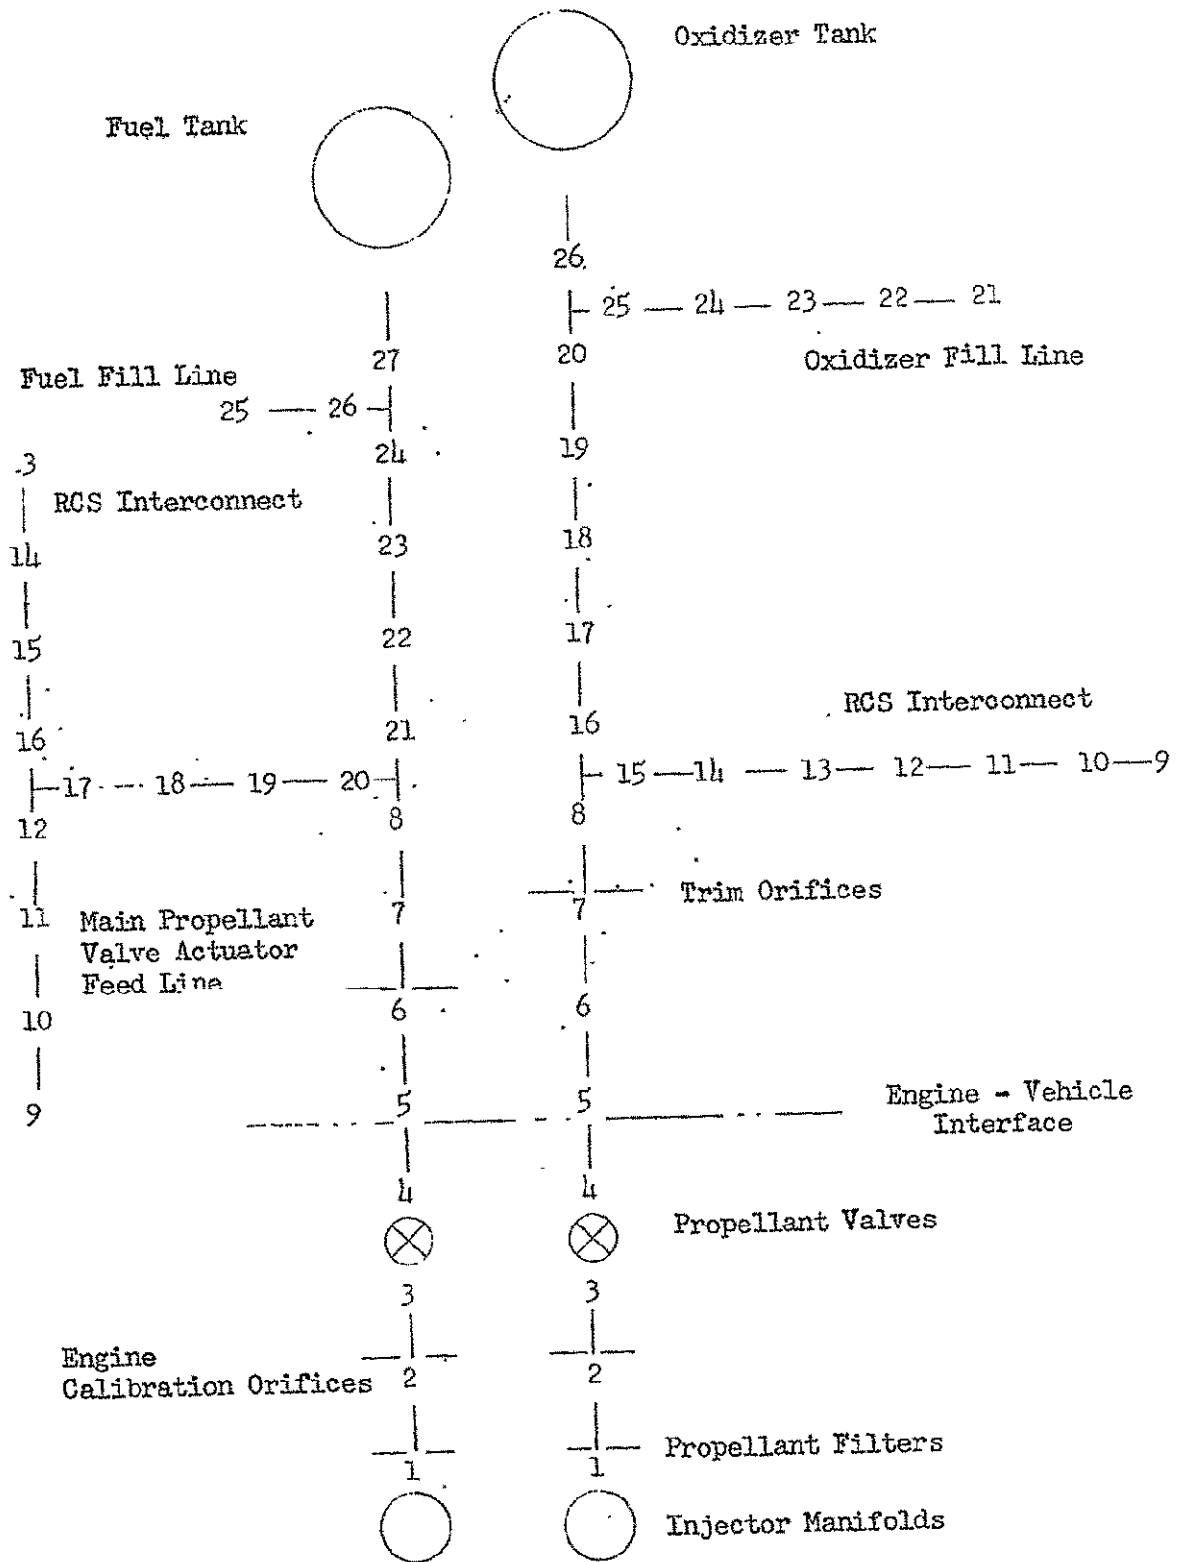 Oxidizer Tank
Fuel Tank
26
25 24 23 22 21
27
20
Oxidizer Fill Line
Fuel Fill Line
25 26
24
19
3
RCS Interconnect
14
23
18
15
22
17
RCS Interconnect
16
21
16
17 18 19 20
15 14 13 12 11 10 9
12
8
8
Trim Orifices
11
7
7
Main Propellant
Valve Actuator
Feed Line
10
6
6
9
5
5
Engine - Vehicle
Interface
4
4
Propellant Valves
3
3
Engine
Calibration Orifices
2
2
Propellant Filters
1
1
Injector Manifolds